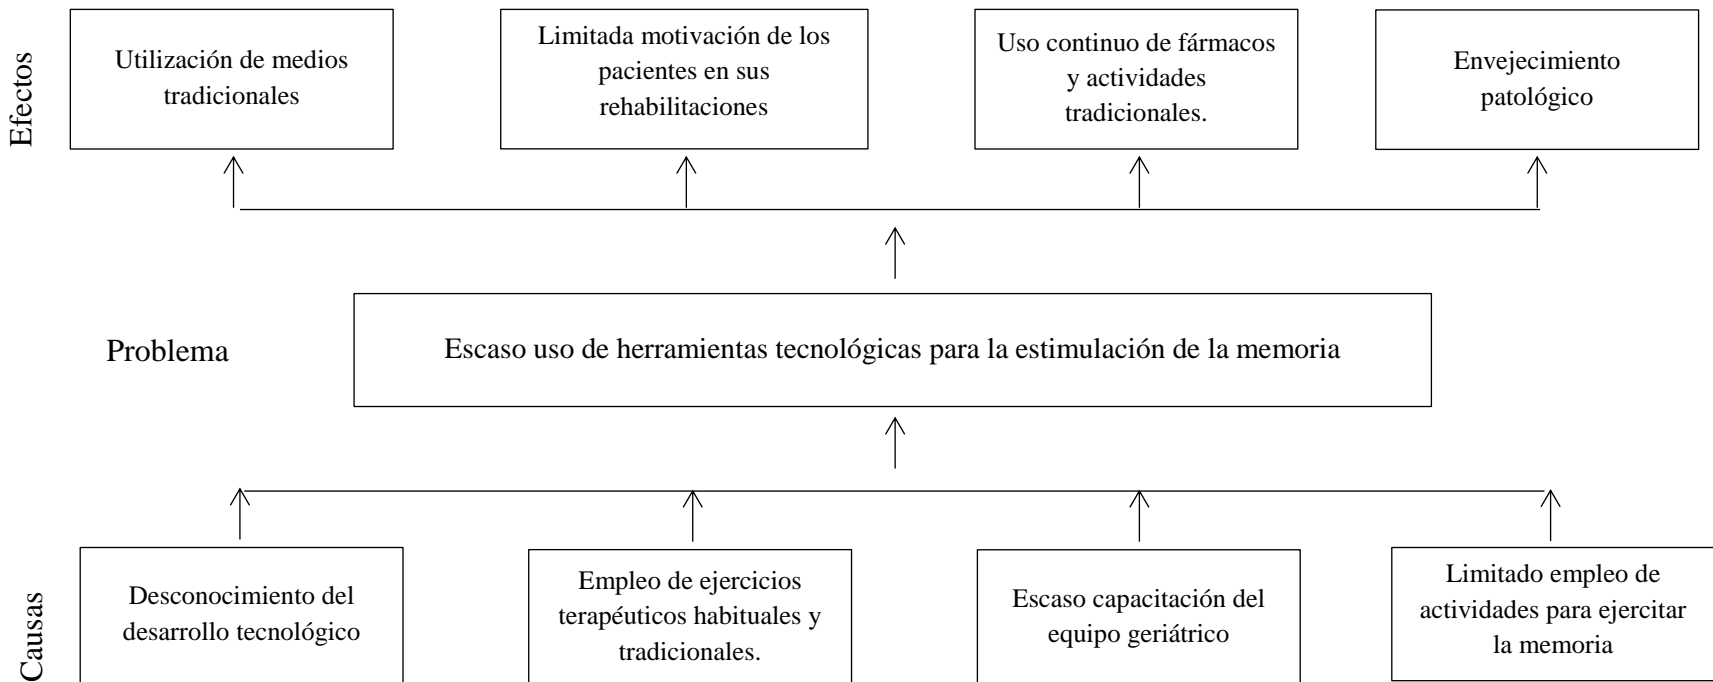 Efectos
Utilización de medios
tradicionales
Limitada motivación de los
pacientes en sus
rehabilitaciones
Uso continuo de fármacos
y actividades
tradicionales.
Envejecimiento
patológico
Problema
Escaso uso de herramientas tecnológicas para la estimulación de la memoria
Causas
Desconocimiento del
desarrollo tecnológico
Empleo de ejercicios
terapéuticos habituales y
tradicionales.
Escaso capacitación del
equipo geriátrico
Limitado empleo de
actividades para ejercitar
la memoria